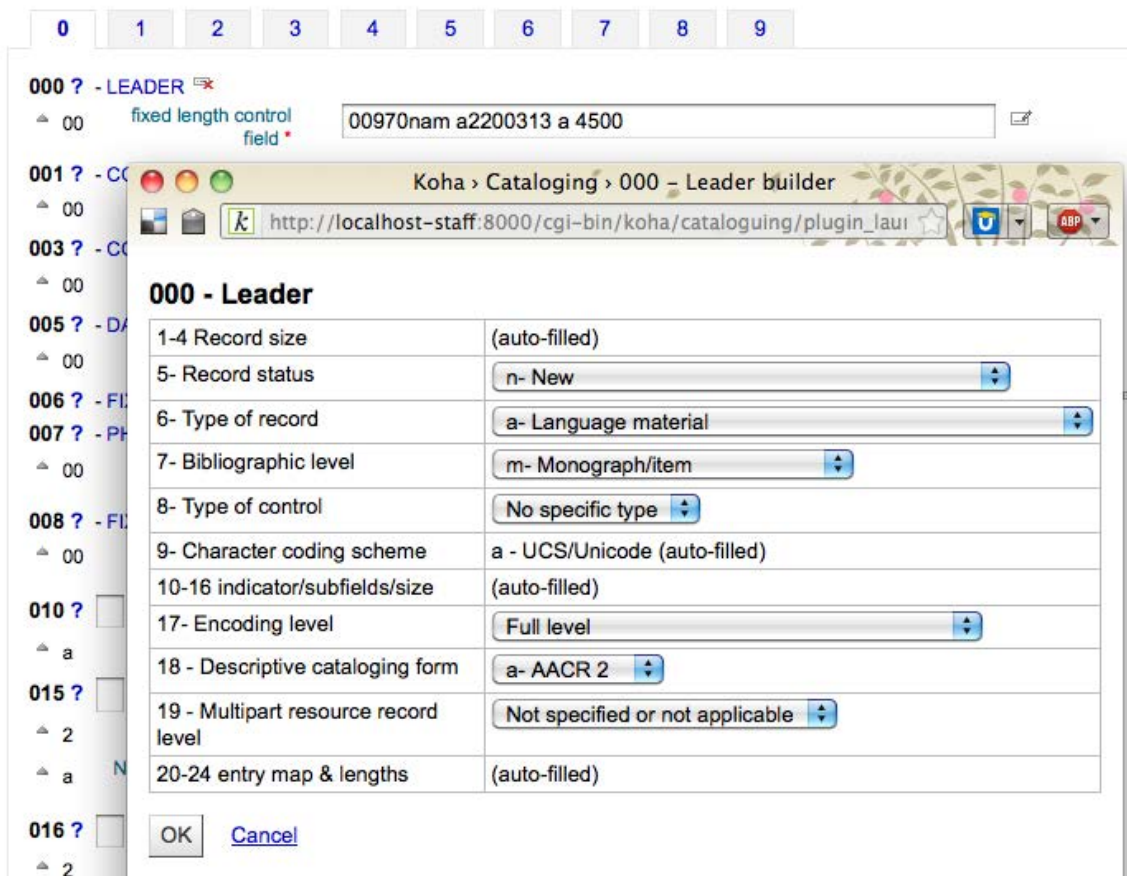 0 1 2 3 4 5 6 7 8 9
000 ? - LEADER
00 fixed length control field * 00970nam a2200313 a 4500
001 ? - CO
00
003 ? - CO
00
005 ? - DA
00
006 ? - FI
007 ? - PH
00
008 ? - FI
00
010 ?
a
015 ?
2
a N
016 ?
2
Koha › Cataloging › 000 – Leader builder
k http://localhost-staff:8000/cgi-bin/koha/cataloguing/plugin_laun
ABP
000 - Leader
1-4 Record size (auto-filled)
5- Record status n- New
6- Type of record a- Language material
7- Bibliographic level m- Monograph/item
8- Type of control No specific type
9- Character coding scheme a - UCS/Unicode (auto-filled)
10-16 indicator/subfields/size (auto-filled)
17- Encoding level Full level
18 - Descriptive cataloging form a- AACR 2
19 - Multipart resource record Not specified or not applicable
level
20-24 entry map & lengths (auto-filled)
OK Cancel